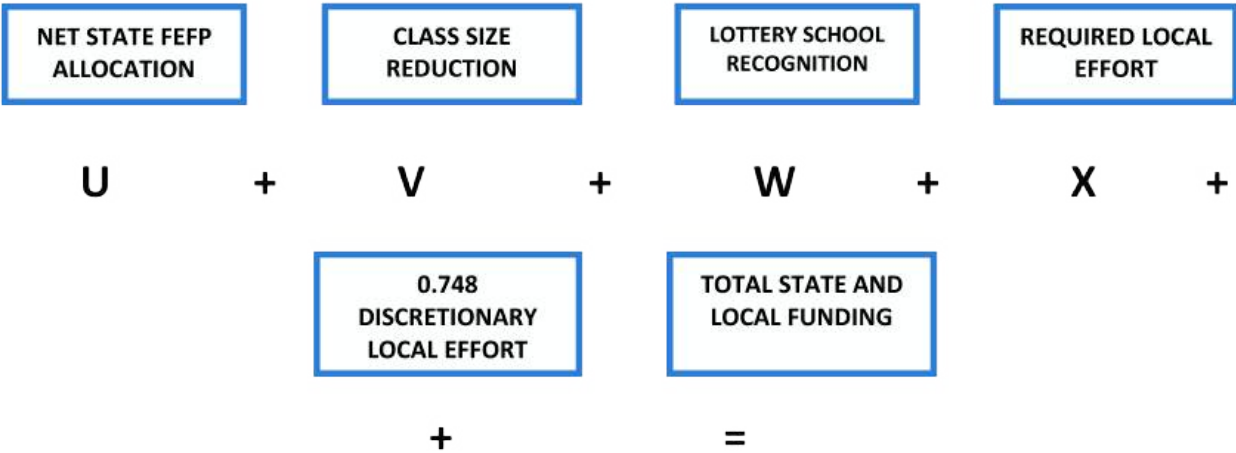 NET STATE FEFP
ALLOCATION
CLASS SIZE
REDUCTION
LOTTERY SCHOOL
RECOGNITION
REQUIRED LOCAL
EFFORT
U + V + W + X +
0.748
DISCRETIONARY
LOCAL EFFORT
TOTAL STATE AND
LOCAL FUNDING
+ =